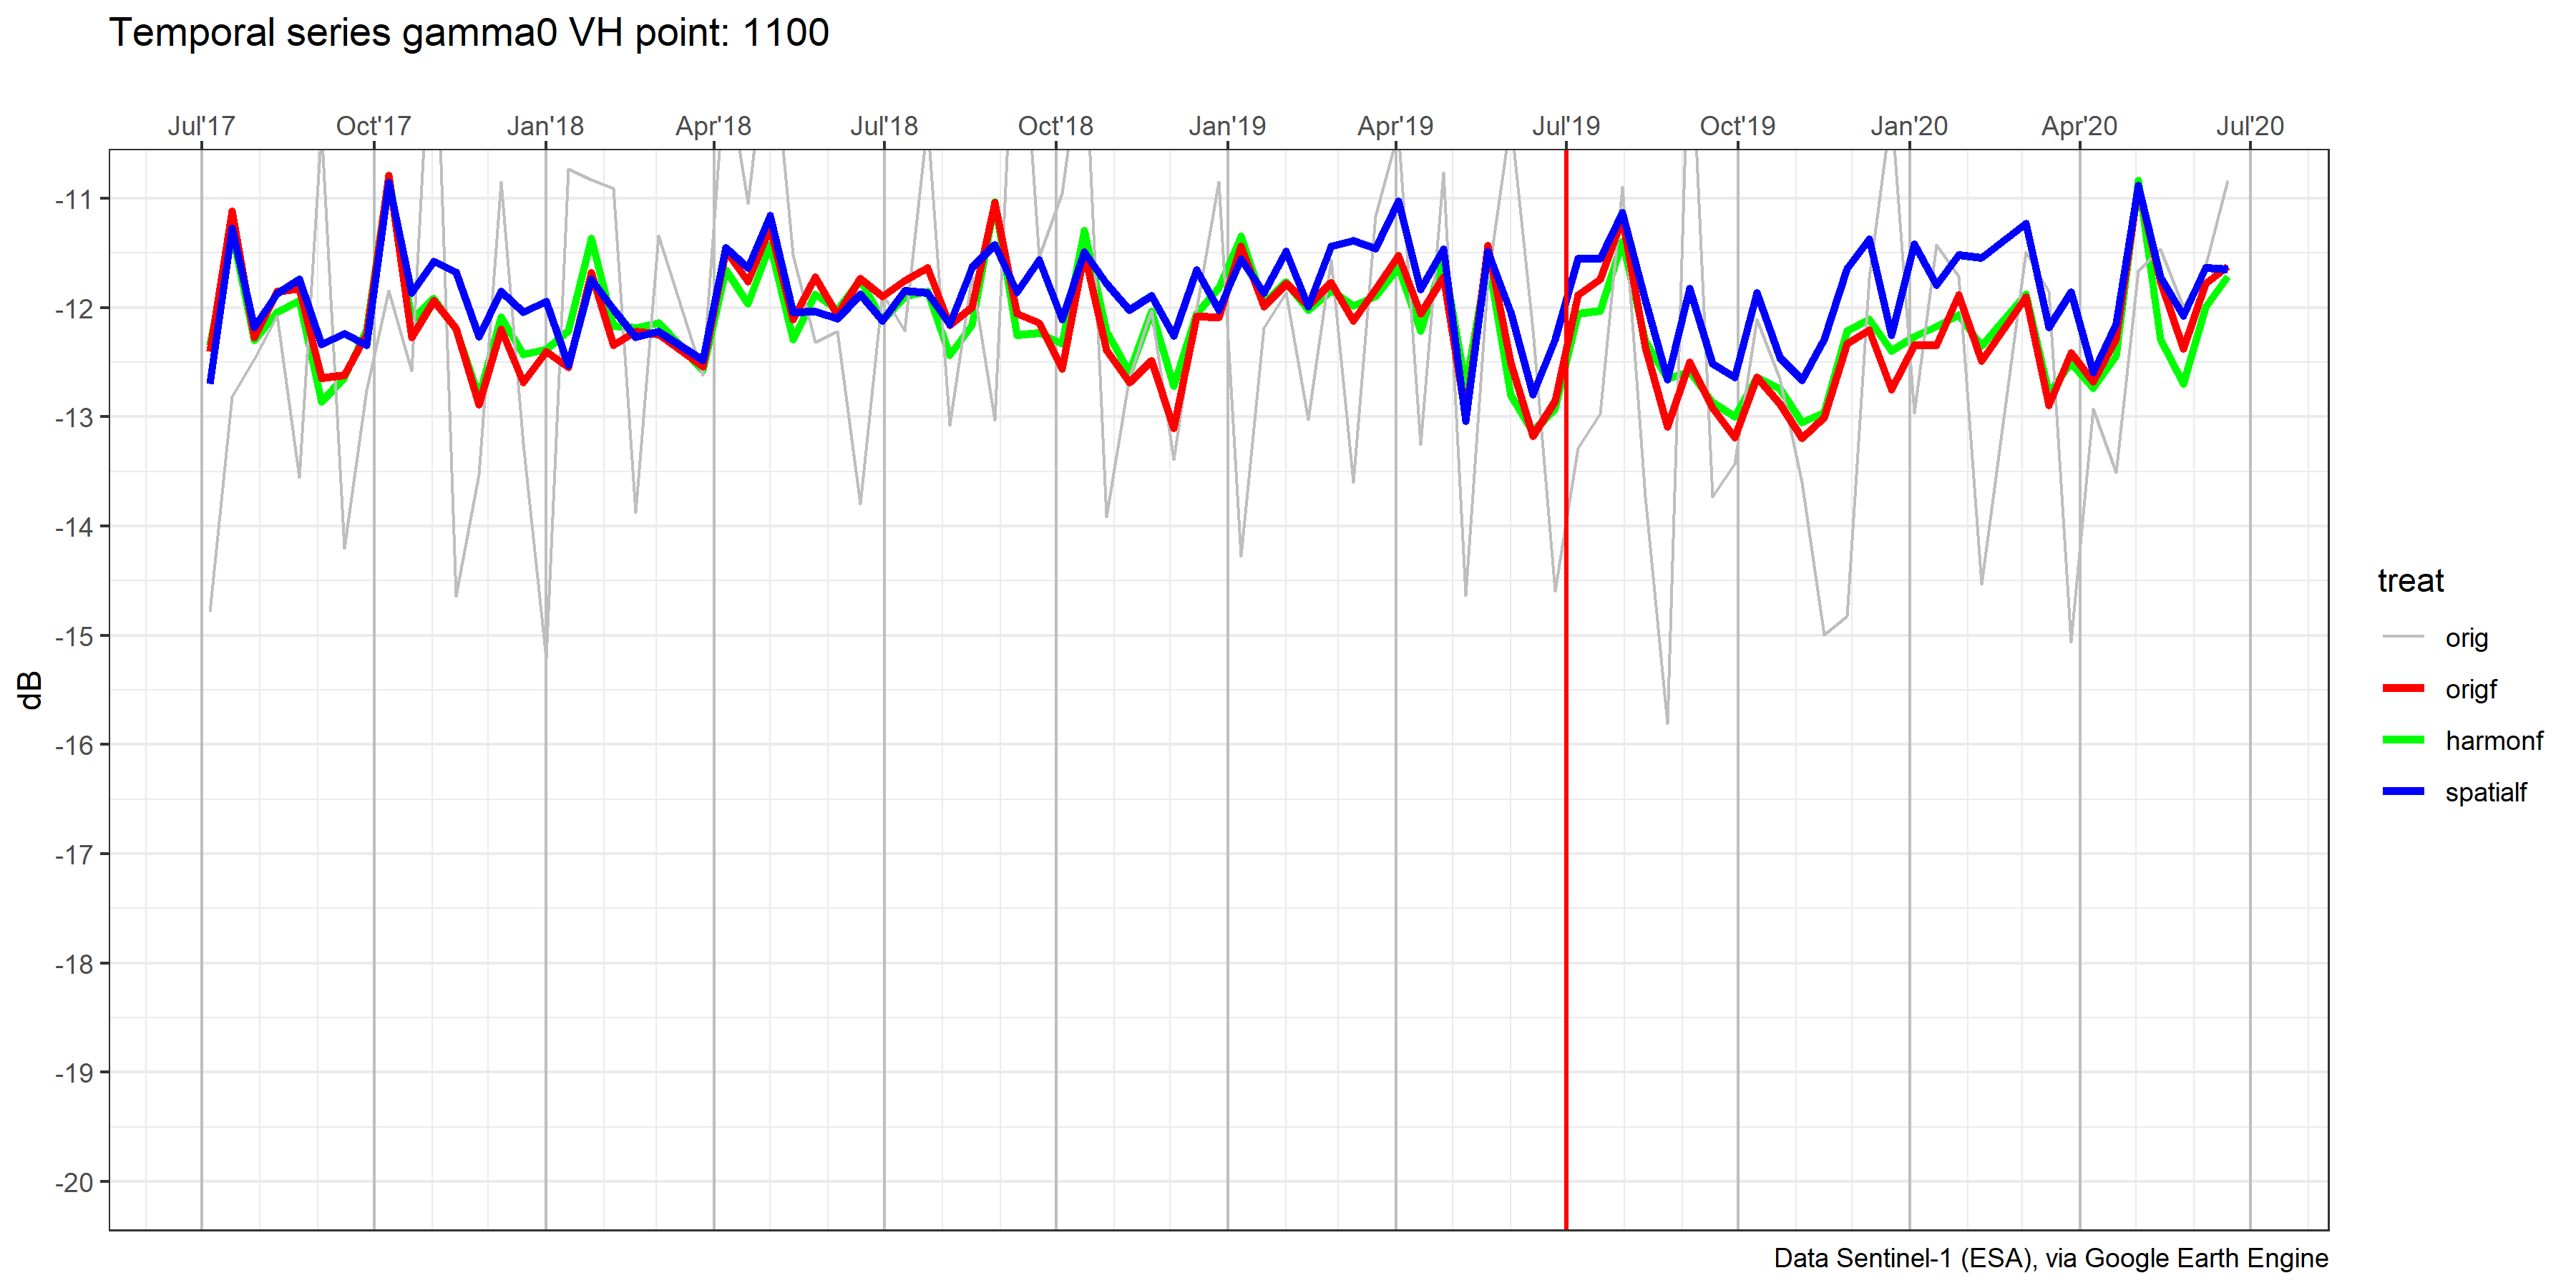 Temporal series gamma0 VH point: 1100
Jul'17 Oct'17 Jan'18 Apr'18 Jul'18 Oct'18 Jan'19 Apr'19 Jul'19 Oct'19 Jan'20 Apr'20 Jul'20
-11
-12
-13
-14
-15
-16
-17
-18
-19
-20
dB
treat
orig
origf
harmonf
spatialf
Data Sentinel-1 (ESA), via Google Earth Engine